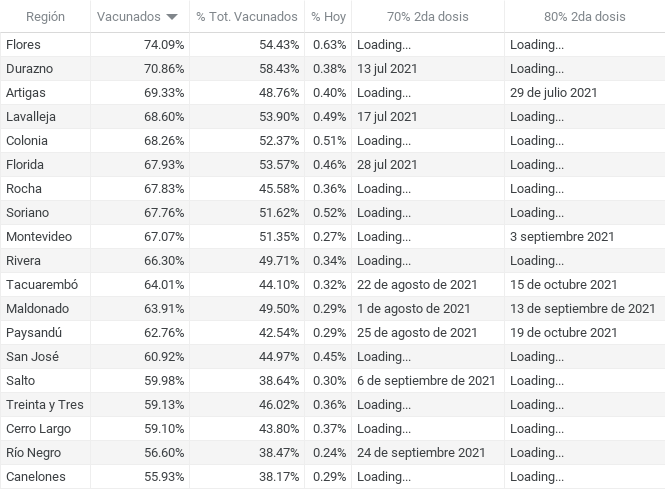 Región Vacunados % Tot. Vacunados % Hoy 70% 2da dosis 80% 2da dosis
Flores 74.09% 54.43% 0.63% Loading... Loading...
Durazno 70.86% 58.43% 0.38% 13 jul 2021 Loading...
Artigas 69.33% 48.76% 0.40% Loading... 29 de julio 2021
Lavalleja 68.60% 53.90% 0.49% 17 jul 2021 Loading...
Colonia 68.26% 52.37% 0.51% Loading... Loading...
Florida 67.93% 53.57% 0.46% 28 jul 2021 Loading...
Rocha 67.83% 45.58% 0.36% Loading... Loading...
Soriano 67.76% 51.62% 0.52% Loading... Loading...
Montevideo 67.07% 51.35% 0.27% Loading... 3 septiembre 2021
Rivera 66.30% 49.71% 0.34% Loading... Loading...
Tacuarembó 64.01% 44.10% 0.32% 22 de agosto de 2021 15 de octubre 2021
Maldonado 63.91% 49.50% 0.29% 1 de agosto de 2021 13 de septiembre de 2021
Paysandú 62.76% 42.54% 0.29% 25 de agosto de 2021 19 de octubre 2021
San José 60.92% 44.97% 0.45% Loading... Loading...
Salto 59.98% 38.64% 0.30% 6 de septiembre de 2021 Loading...
Treinta y Tres 59.13% 46.02% 0.36% Loading... Loading...
Cerro Largo 59.10% 43.80% 0.37% Loading... Loading...
Río Negro 56.60% 38.47% 0.24% 24 de septiembre 2021 Loading...
Canelones 55.93% 38.17% 0.29% Loading... Loading...